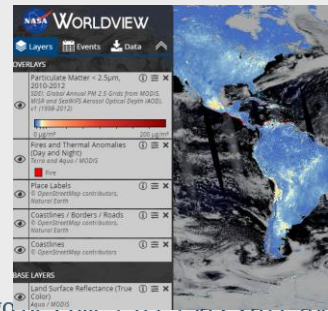 NASA WORLDVIEW
Layers Events Data
OVERLAYS
Particulate Matter < 2.5μm,
2010-2012
SDEI: Global Annual PM 2.5-Grids from MODIS,
MISR and SeaWiFS Aerosol Optical Depth (AOD),
v1 (1998-2012)
0 μg/m³ 200 μg/m³
Fires and Thermal Anomalies
(Day and Night)
Terra and Aqua / MODIS
Fire
Place Labels
© OpenStreetMap contributors,
Natural Earth
Coastlines / Borders / Roads
© OpenStreetMap contributors,
Natural Earth
Coastlines
© OpenStreetMap contributors
BASE LAYERS
Land Surface Reflectance (True
Color)
Aqua / MODIS